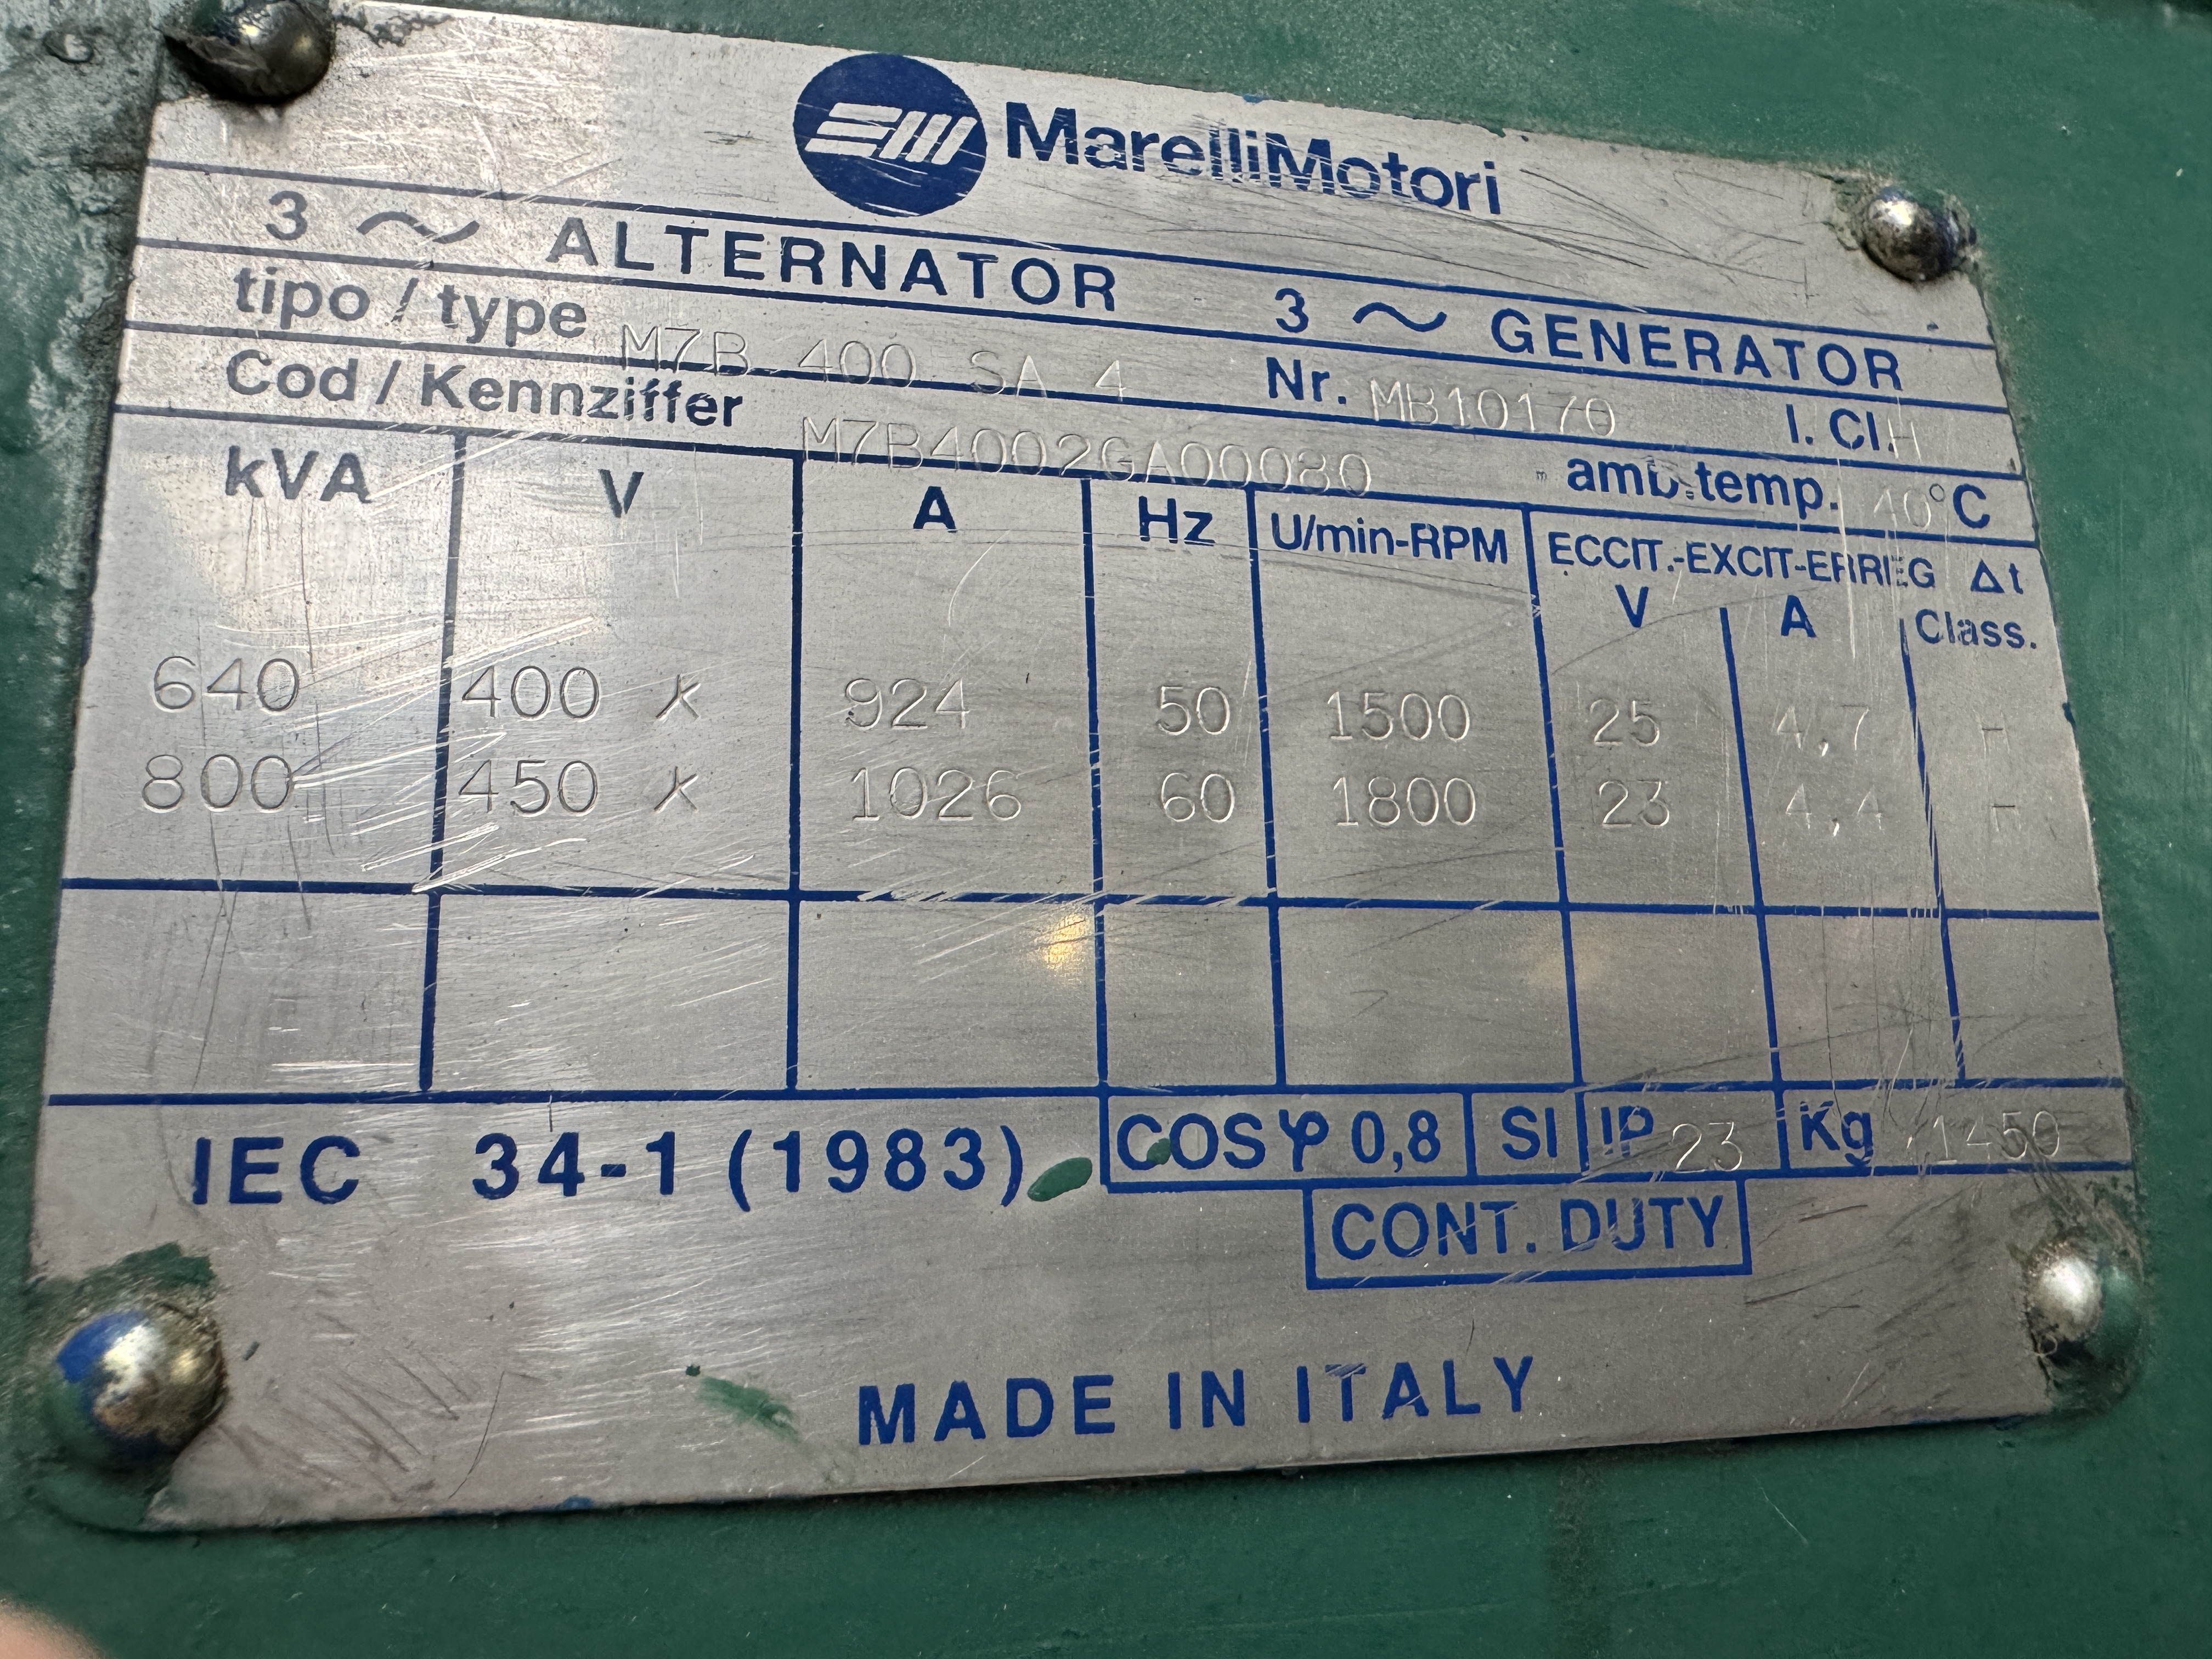 MarelliMotori
3 ~ ALTERNATOR 3 ~ GENERATOR
tipo / type M7B 400 SA 4 Nr. MB10170 I. Cl. H
Cod / Kennziffer M7B4002GA00080 amb.temp. 40°C
kVA V A Hz U/min-RPM ECCIT.-EXCIT-ERREG Δt
V A Class.
640 400 924 50 1500 25 4,7
800 450 1026 60 1800 23 4,4
IEC 34-1 (1983) COSφ 0,8 SI IP 23 Kg 1450
CONT. DUTY
MADE IN ITALY